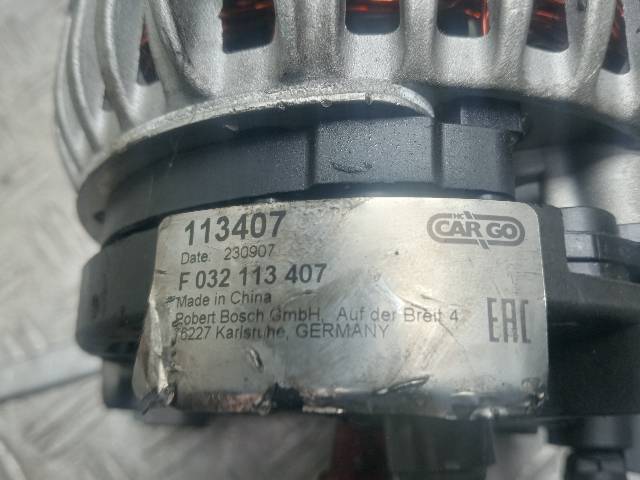 113407
HC
CARGO
Date: 230907
F 032 113 407
Made in China
Robert Bosch GmbH, Auf der Breit 4
76227 Karlsruhe, GERMANY
EAC